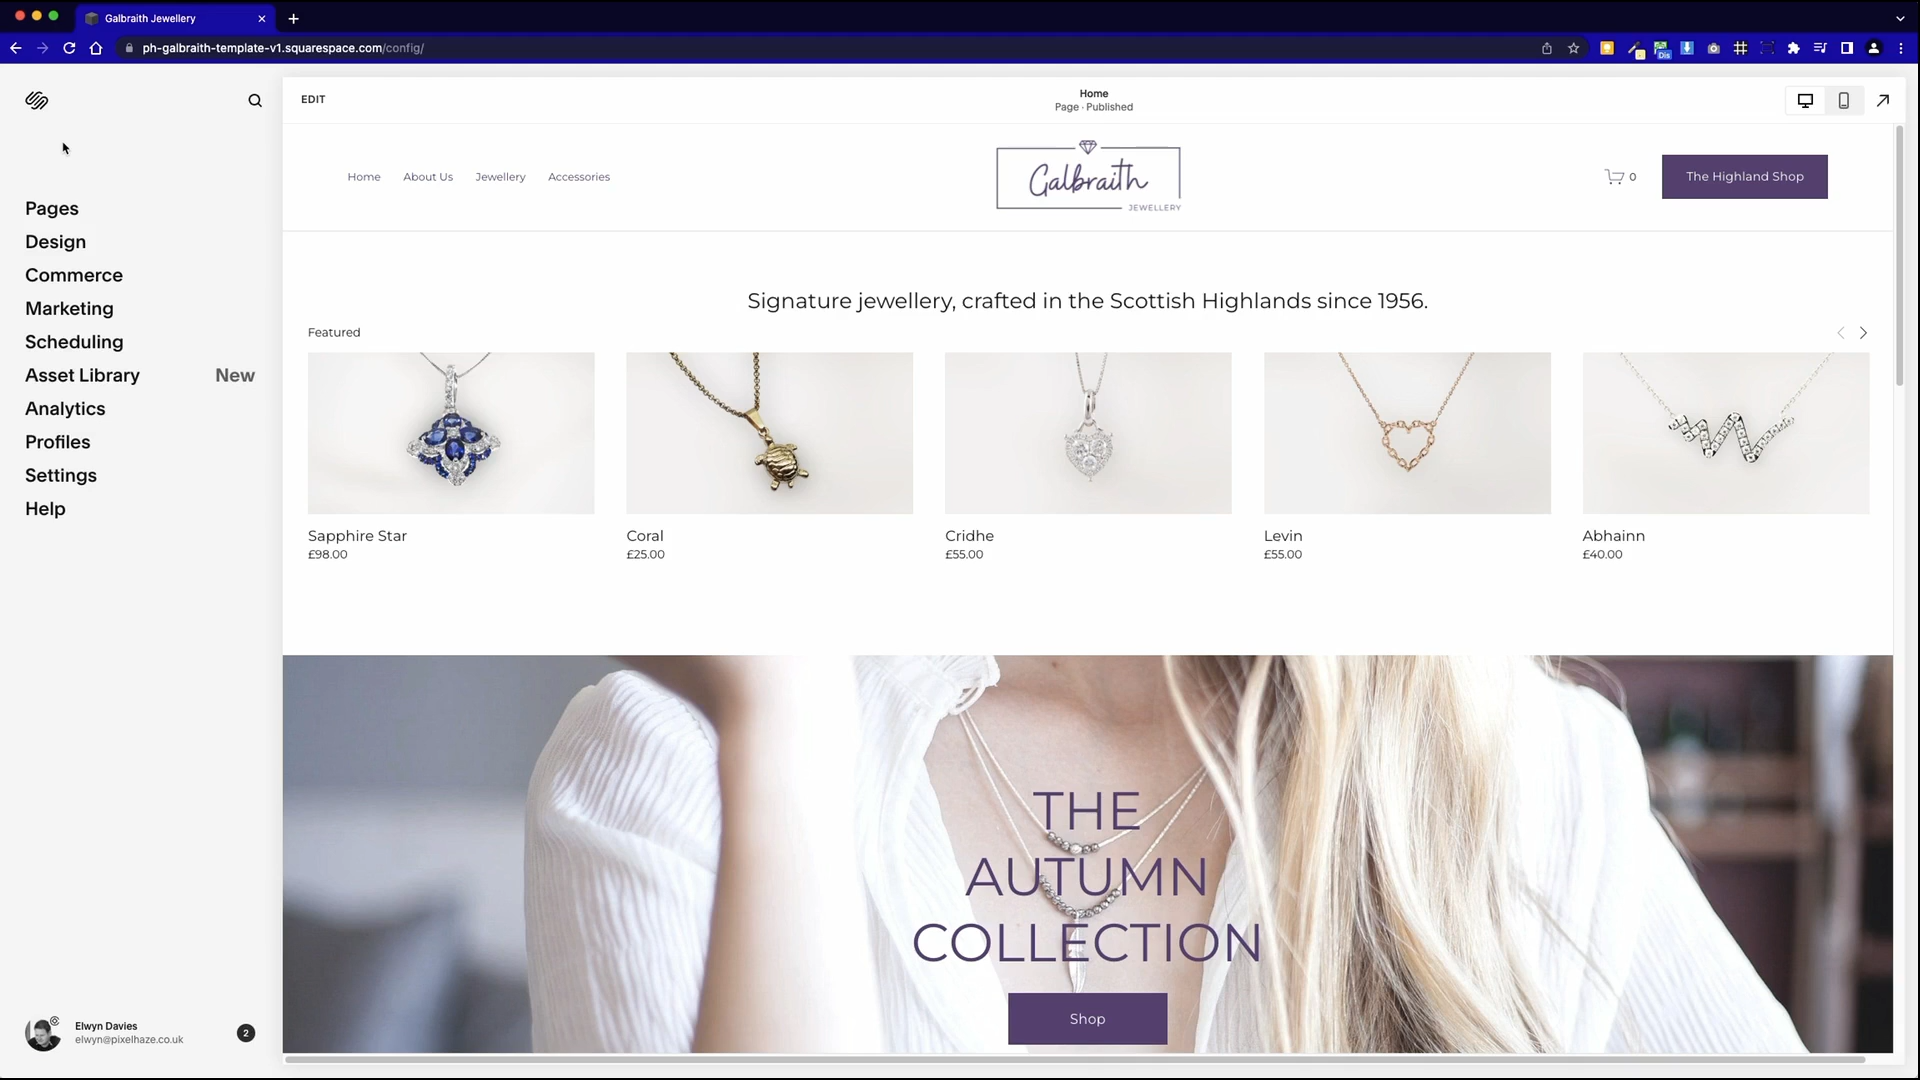 Galbraith Jewellery
ph-galbraith-template-v1.squarespace.com/config/
Dis
EDIT
Home
Page · Published
Home
About Us
Jewellery
Accessories
Galbraith
JEWELLERY
0
The Highland Shop
Pages
Design
Commerce
Marketing
Scheduling
Asset Library New
Analytics
Profiles
Settings
Help
Signature jewellery, crafted in the Scottish Highlands since 1956.
Featured
Sapphire Star
£98.00
Coral
£25.00
Cridhe
£55.00
Levin
£55.00
Abhainn
£40.00
THE
AUTUMN
COLLECTION
Shop
Elwyn Davies
elwyn@pixelhaze.co.uk
2